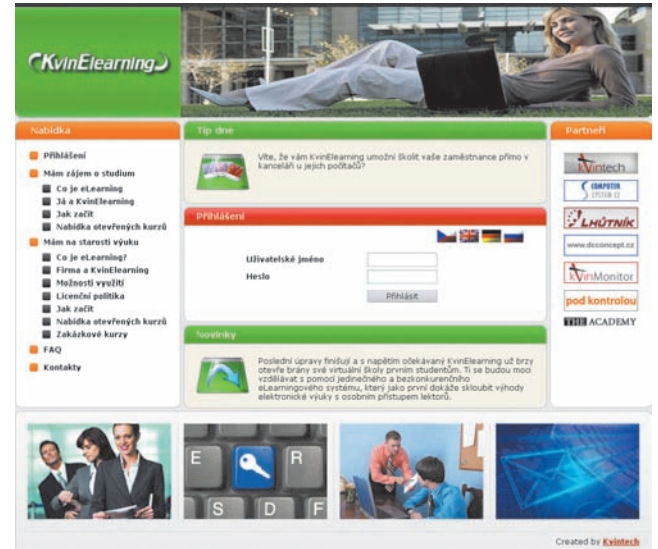 KvinElearning
Nabídka
Přihlášení
Mám zájem o studium
Co je eLearning
Já a KvinElearning
Jak začít
Nabídka otevřených kurzů
Mám na starosti výuku
Co je eLearning?
Firma a KvinElearning
Možnosti využití
Licenční politika
Jak začít
Nabídka otevřených kurzů
Zakázkové kurzy
FAQ
Kontakty
Tip dne
Víte, že vám KvinElearning umožní školit vaše zaměstnance přímo v
kanceláři u jejich počítačů?
Přihlášení
Uživatelské jméno
Heslo
Přihlásit
Novinky
Poslední úpravy finišují a s napětím očekávaný KvinElearning už brzy
otevře brány své virtuální školy prvním studentům. Ti se budou moci
vzdělávat s pomocí jedinečného a bezkonkurenčního
eLearningového systému, který jako první dokáže skloubit výhody
elektronické výuky s osobním přístupem lektorů.
Partneři
kvintech
COMPUTER
SYSTEM CZ
LHŮTNÍK
www.dcconcept.cz
kvinMonitor
pod kontrolou
THE ACADEMY
E R
S D F
Created by Kvintech